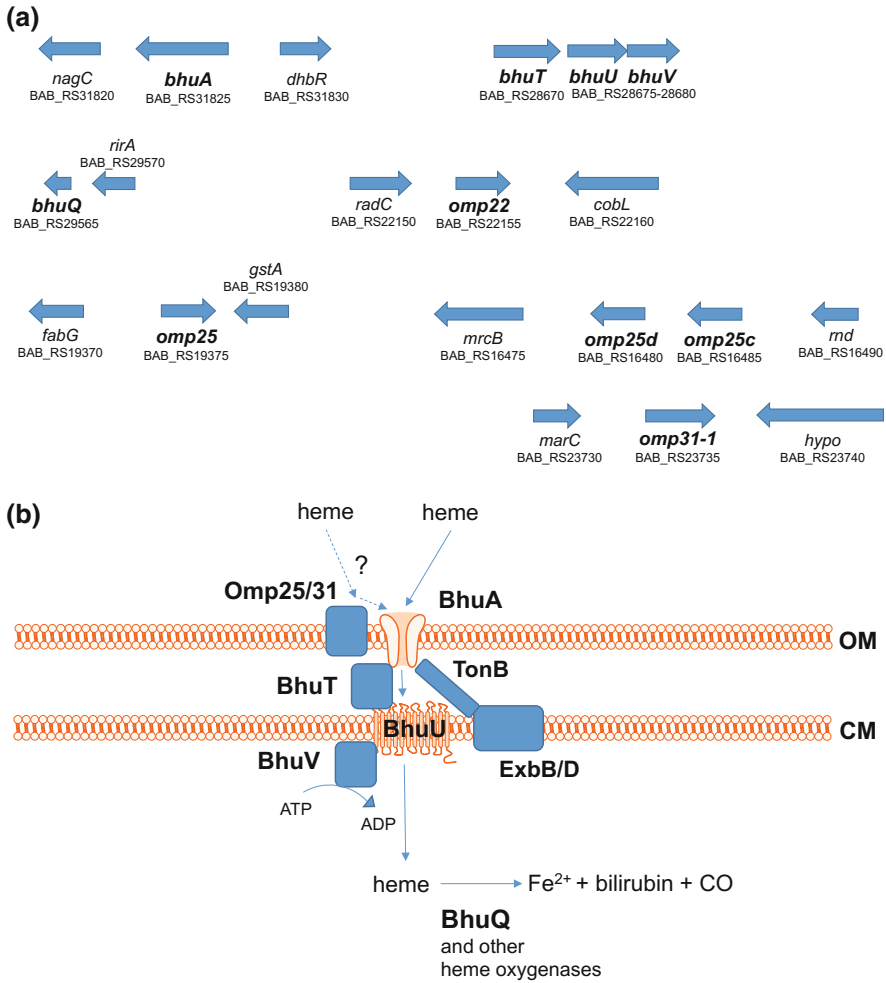 (a)
nagC
BAB_RS31820
bhuA
BAB_RS31825
dhbR
BAB_RS31830
bhuT
BAB_RS28670
bhuU bhuV
BAB_RS28675-28680
rirA
BAB_RS29570
bhuQ
BAB_RS29565
radC
BAB_RS22150
omp22
BAB_RS22155
cobL
BAB_RS22160
gstA
BAB_RS19380
fabG
BAB_RS19370
omp25
BAB_RS19375
mrcB
BAB_RS16475
omp25d
BAB_RS16480
omp25c
BAB_RS16485
rnd
BAB_RS16490
marC
BAB_RS23730
omp31-1
BAB_RS23735
hypo
BAB_RS23740
(b)
heme
heme
?
Omp25/31
BhuA
OM
BhuT
TonB
BhuU
CM
BhuV
ExbB/D
ATP
ADP
heme
Fe²⁺ + bilirubin + CO
BhuQ
and other
heme oxygenases